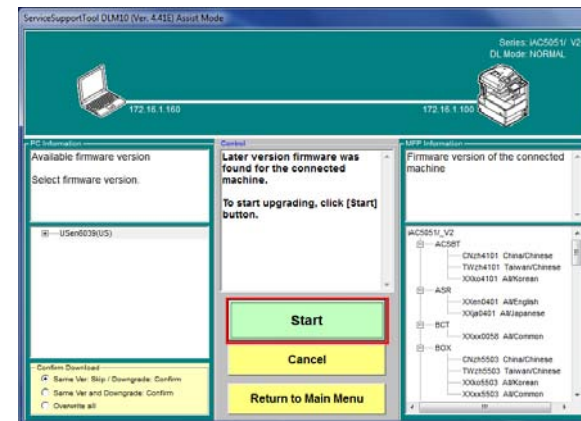 ServiceSupportTool DLM10 (Ver. 4.41E) Assist Mode
Series: iAC5051/ V2
DL Mode: NORMAL
172.16.1.160
172.16.1.100
PC Information
Available firmware version
Select firmware version.
USen6039(US)
Confirm Download
Same Ver: Skip / Downgrade: Confirm
Same Ver and Downgrade: Confirm
Overwrite all
Control
Later version firmware was
found for the connected
machine.
To start upgrading, click [Start]
button.
Start
Cancel
Return to Main Menu
MFP Information
Firmware version of the connected
machine
iAC5051/_V2
ACSBT
CNzh4101 China/Chinese
TWzh4101 Taiwan/Chinese
XXko4101 All/Korean
ASR
XXen0401 All/English
XXja0401 All/Japanese
BCT
XXxx0058 All/Common
BOX
CNzh5503 China/Chinese
TWzh5503 Taiwan/Chinese
XXko5503 All/Korean
XXxx5503 All/Common